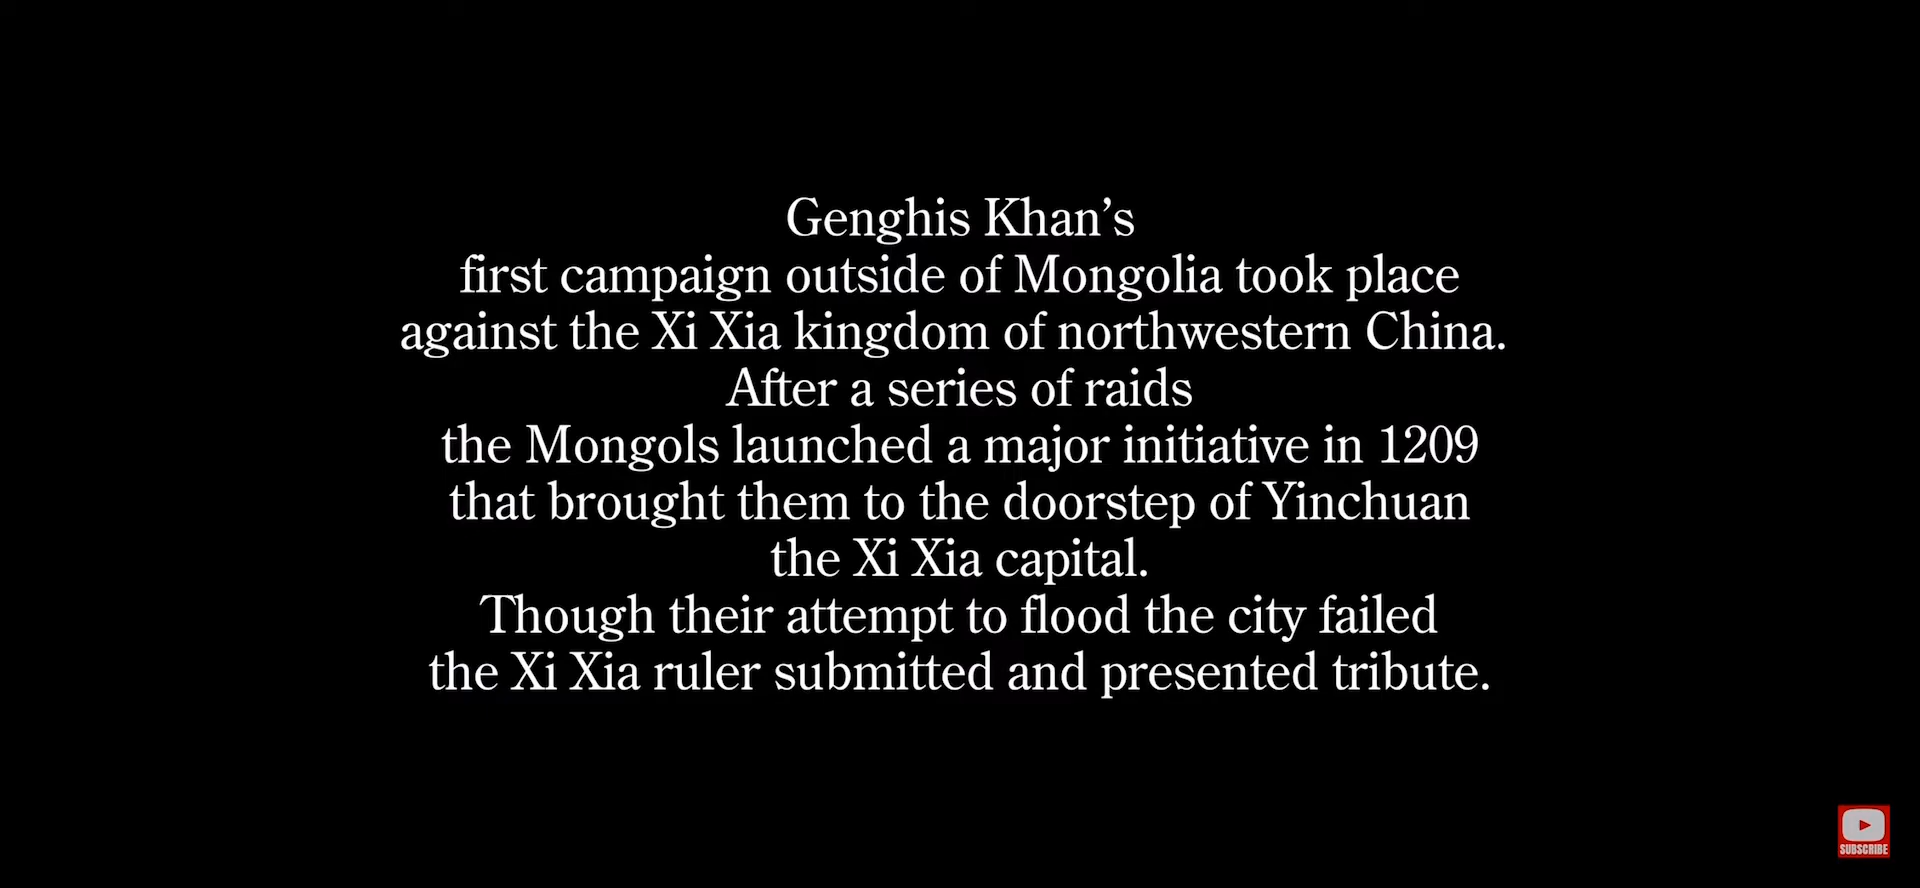 Genghis Khan’s
first campaign outside of Mongolia took place
against the Xi Xia kingdom of northwestern China.
After a series of raids
the Mongols launched a major initiative in 1209
that brought them to the doorstep of Yinchuan
the Xi Xia capital.
Though their attempt to flood the city failed
the Xi Xia ruler submitted and presented tribute.
SUBSCRIBE